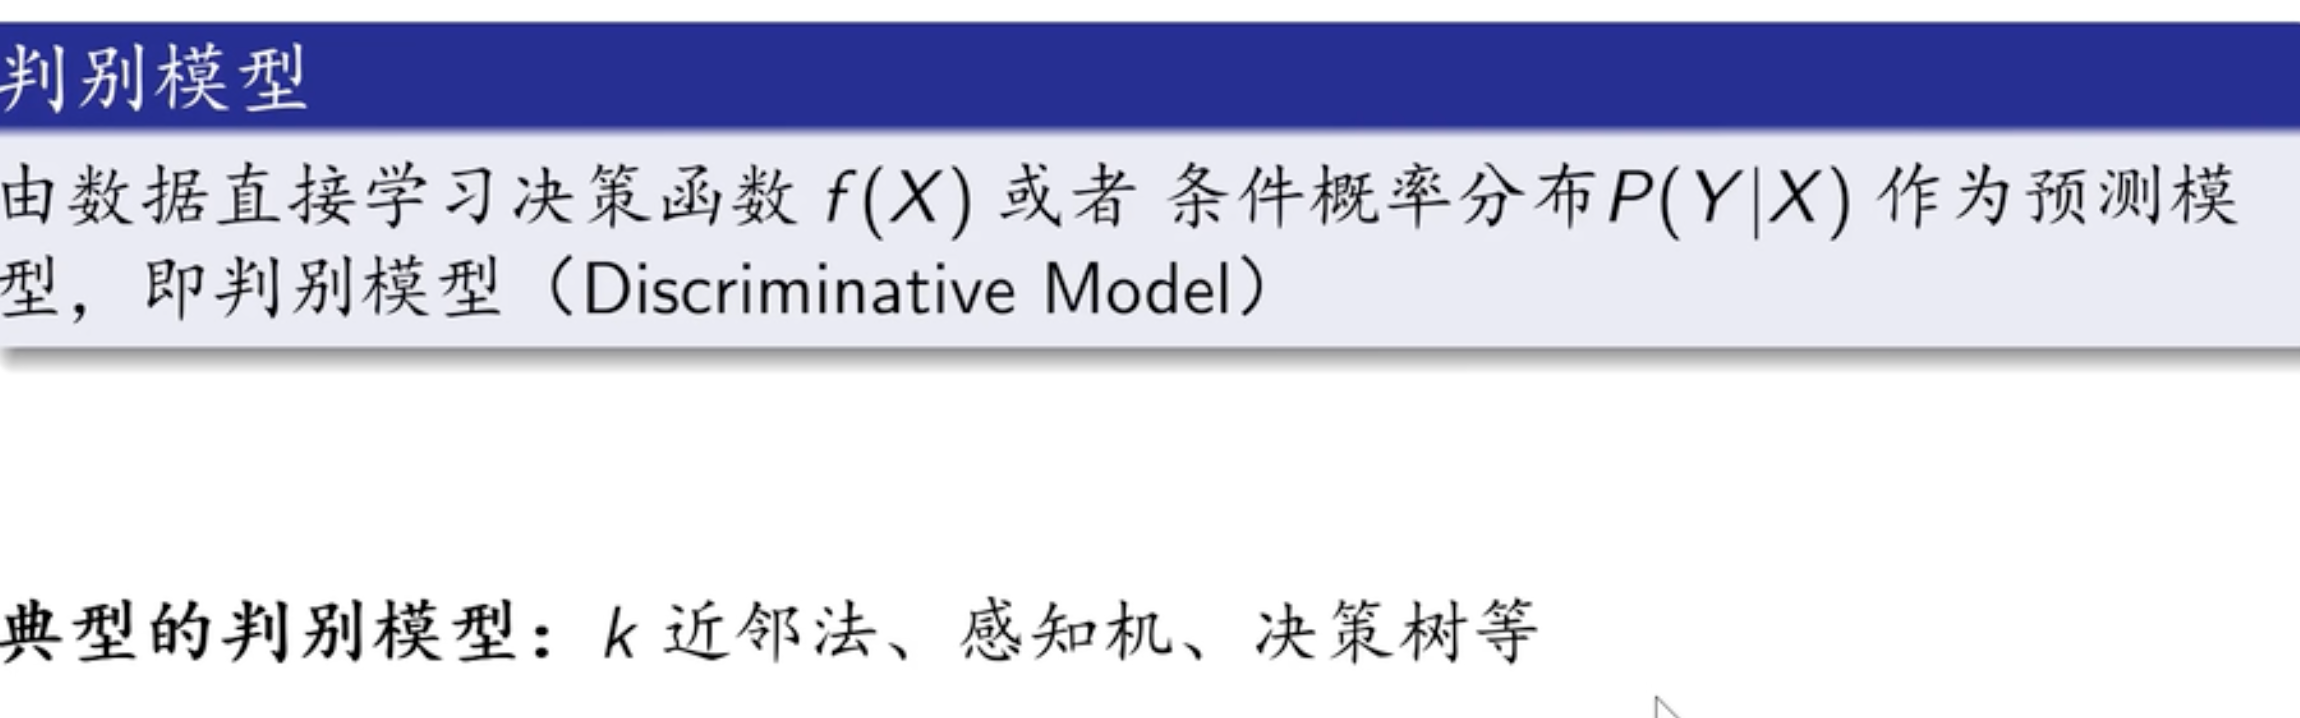 判别模型
由数据直接学习决策函数 f(X) 或者 条件概率分布P(Y|X) 作为预测模
型，即判别模型（Discriminative Model）
典型的判别模型：k 近邻法、感知机、决策树等